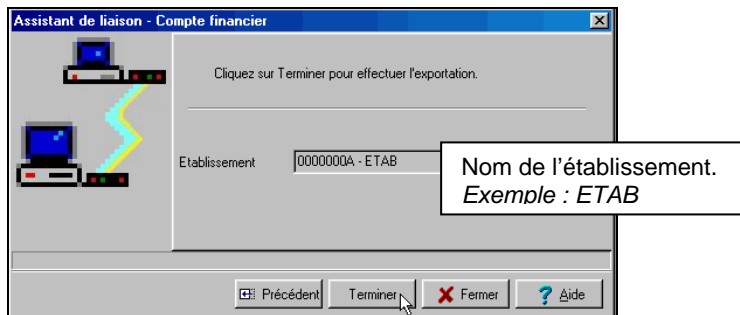 Assistant de liaison - Compte financier
Cliquez sur Terminer pour effectuer l'exportation.
Etablissement
0000000A - ETAB
Nom de l'établissement.
Exemple : ETAB
Précédent
Terminer
Fermer
Aide